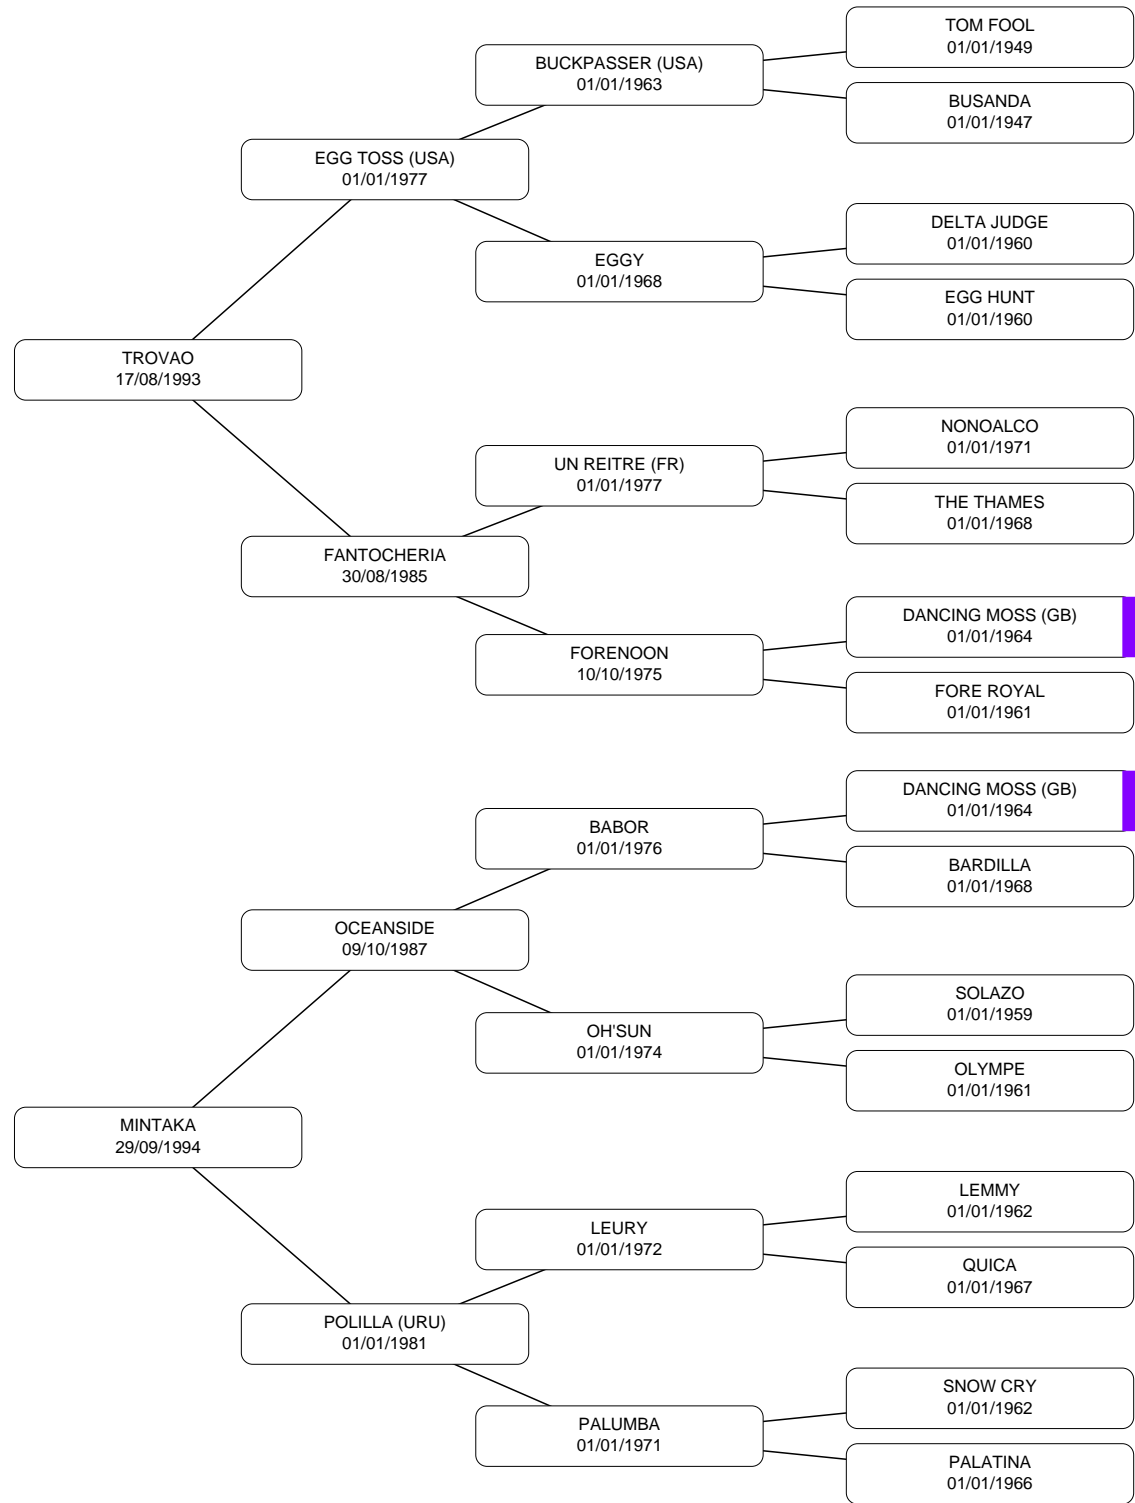 TOM FOOL
01/01/1949
BUCKPASSER (USA)
01/01/1963
BUSANDA
01/01/1947
EGG TOSS (USA)
01/01/1977
DELTA JUDGE
01/01/1960
EGGY
01/01/1968
EGG HUNT
01/01/1960
TROVAO
17/08/1993
NONOALCO
01/01/1971
UN REITRE (FR)
01/01/1977
THE THAMES
01/01/1968
FANTOCHERIA
30/08/1985
DANCING MOSS (GB)
01/01/1964
FORENOON
10/10/1975
FORE ROYAL
01/01/1961
DANCING MOSS (GB)
01/01/1964
BABOR
01/01/1976
BARDILLA
01/01/1968
OCEANSIDE
09/10/1987
SOLAZO
01/01/1959
OH'SUN
01/01/1974
OLYMPE
01/01/1961
MINTAKA
29/09/1994
LEMMY
01/01/1962
LEURY
01/01/1972
QUICA
01/01/1967
POLILLA (URU)
01/01/1981
SNOW CRY
01/01/1962
PALUMBA
01/01/1971
PALATINA
01/01/1966